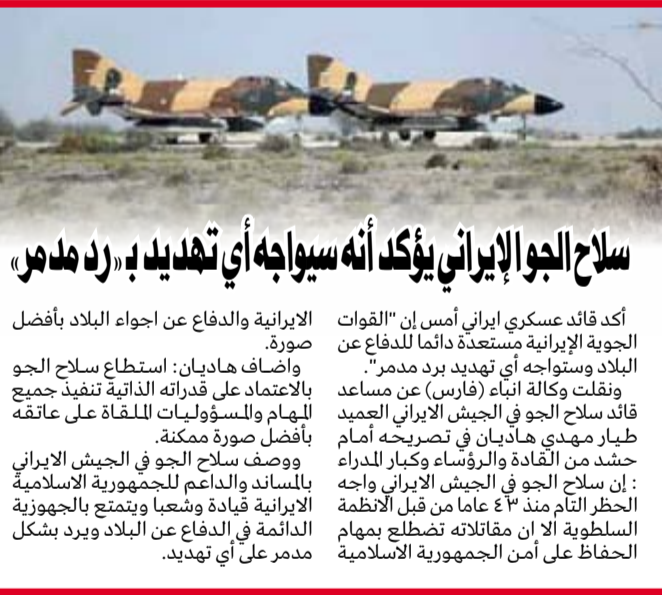 سلاح الجو الإيراني يؤكد أنه سيواجه أي تهديد بـ«رد مدمر»
أكد قائد عسكري ايراني أمس إن "القوات
الجوية الإيرانية مستعدة دائما للدفاع عن
البلاد وستواجه أي تهديد برد مدمر".
ونقلت وكالة انباء (فارس) عن مساعد
قائد سلاح الجو في الجيش الايراني العميد
طيار مهدي هاديان في تصريحه أمام
حشد من القادة والرؤساء وكبار المدراء
: إن سلاح الجو في الجيش الايراني واجه
الحظر التام منذ ٤٣ عاما من قبل الانظمة
السلطوية الا ان مقاتلاته تضطلع بمهام
الحفاظ على أمن الجمهورية الاسلامية
الايرانية والدفاع عن اجواء البلاد بأفضل
صورة.
واضاف هاديان: استطاع سلاح الجو
بالاعتماد على قدراته الذاتية تنفيذ جميع
المهام والمسؤوليات الملقاة على عاتقه
بأفضل صورة ممكنة.
ووصف سلاح الجو في الجيش الايراني
بالمساند والداعم للجمهورية الاسلامية
الايرانية قيادة وشعبا ويتمتع بالجهوزية
الدائمة في الدفاع عن البلاد ويرد بشكل
مدمر على أي تهديد.